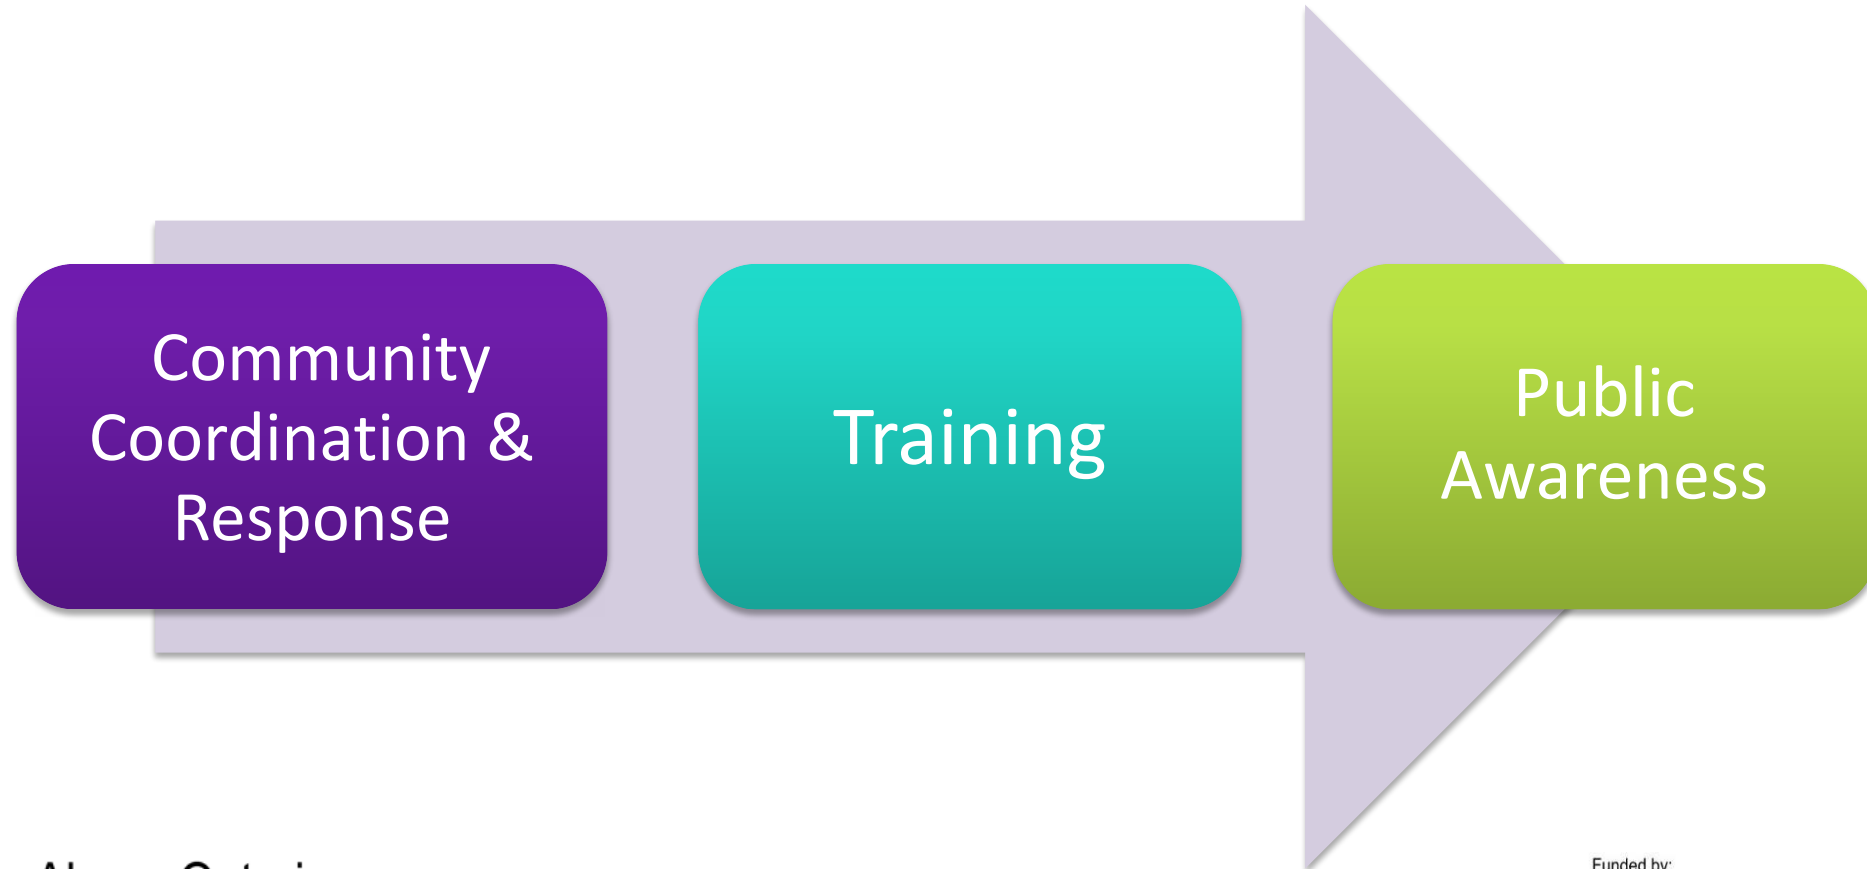 Community
Coordination &
Response
Training
Public
Awareness
Funded by: